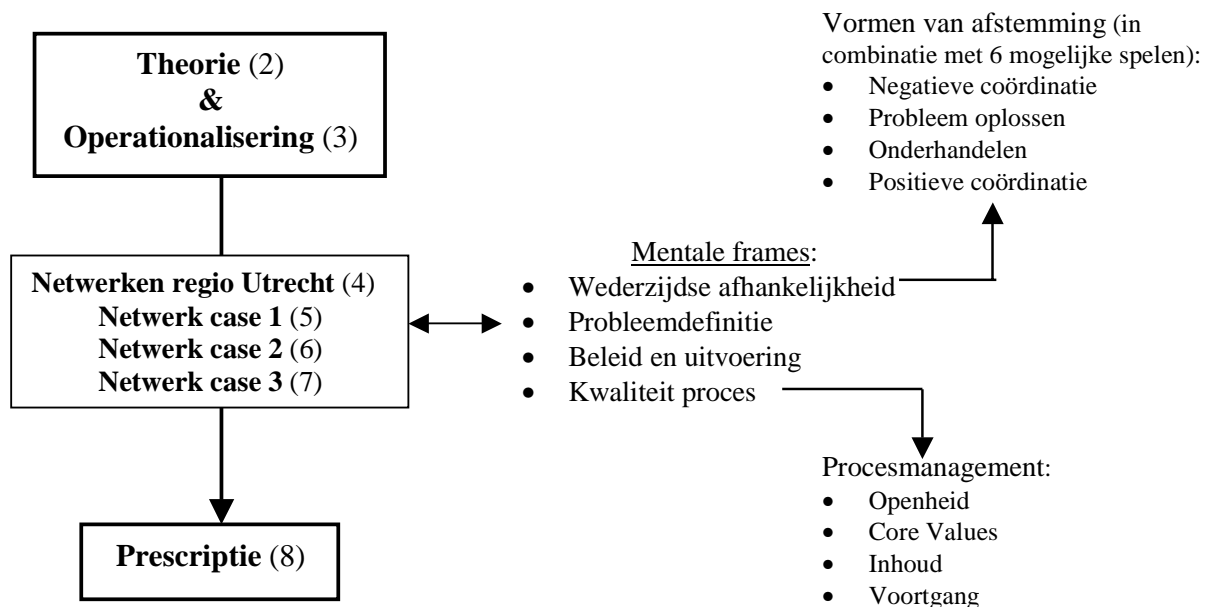 Theorie (2)
&
Operationalisering (3)
Netwerken regio Utrecht (4)
Netwerk case 1 (5)
Netwerk case 2 (6)
Netwerk case 3 (7)
Prescriptie (8)
Mentale frames:
• Wederzijdse afhankelijkheid
• Probleemdefinitie
• Beleid en uitvoering
• Kwaliteit proces
Vormen van afstemming (in
combinatie met 6 mogelijke spelen):
• Negatieve coördinatie
• Probleem oplossen
• Onderhandelen
• Positieve coördinatie
Procesmanagement:
• Openheid
• Core Values
• Inhoud
• Voortgang